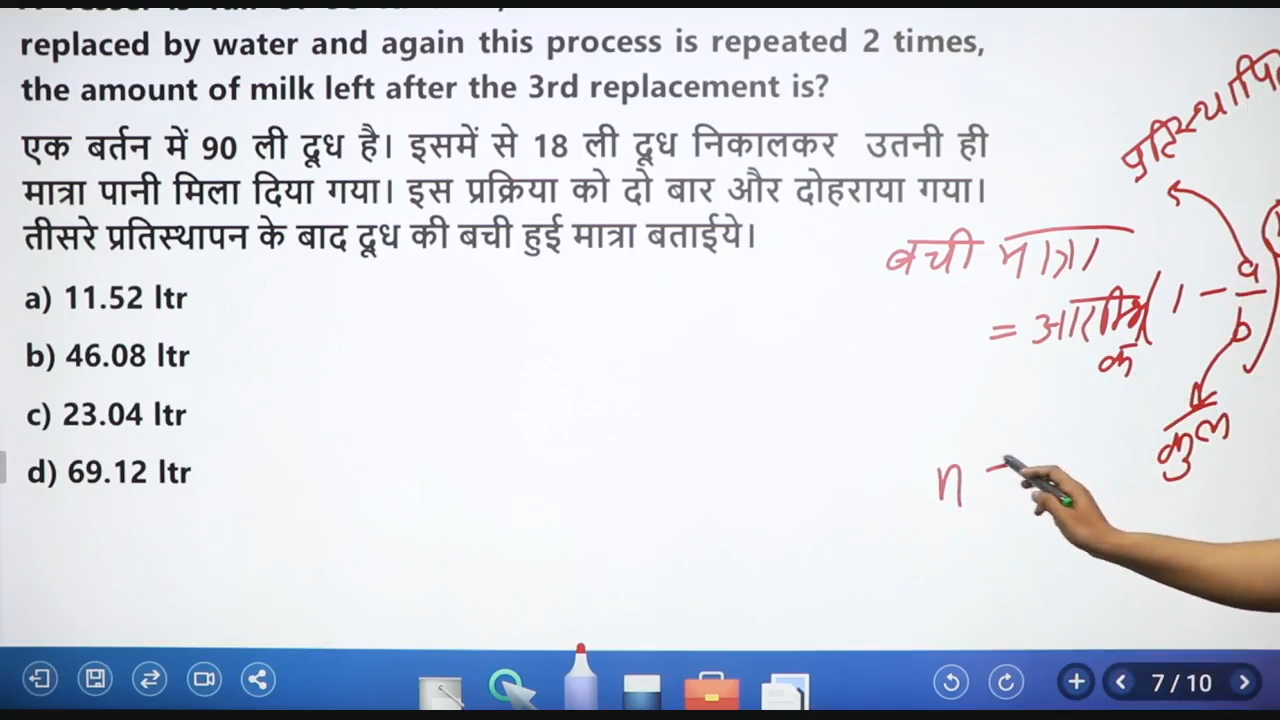 replaced by water and again this process is repeated 2 times,
the amount of milk left after the 3rd replacement is?
एक बर्तन में 90 ली दूध है। इसमें से 18 ली दूध निकालकर उतनी ही
मात्रा पानी मिला दिया गया। इस प्रक्रिया को दो बार और दोहराया गया।
तीसरे प्रतिस्थापन के बाद दूध की बची हुई मात्रा बताईये।
a) 11.52 ltr
b) 46.08 ltr
c) 23.04 ltr
d) 69.12 ltr
बची मात्रा
= आरम्भिक (1 - a/b)
कुल
n
7 / 10